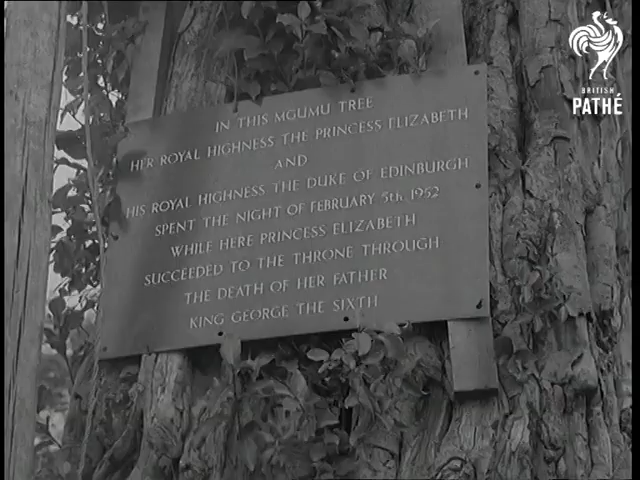 IN THIS MGUMU TREE
HER ROYAL HIGHNESS THE PRINCESS ELIZABETH
AND
HIS ROYAL HIGHNESS THE DUKE OF EDINBURGH
SPENT THE NIGHT OF FEBRUARY 5TH. 1952
WHILE HERE PRINCESS ELIZABETH
SUCCEEDED TO THE THRONE THROUGH
THE DEATH OF HER FATHER
KING GEORGE THE SIXTH
BRITISH
PATHÉ